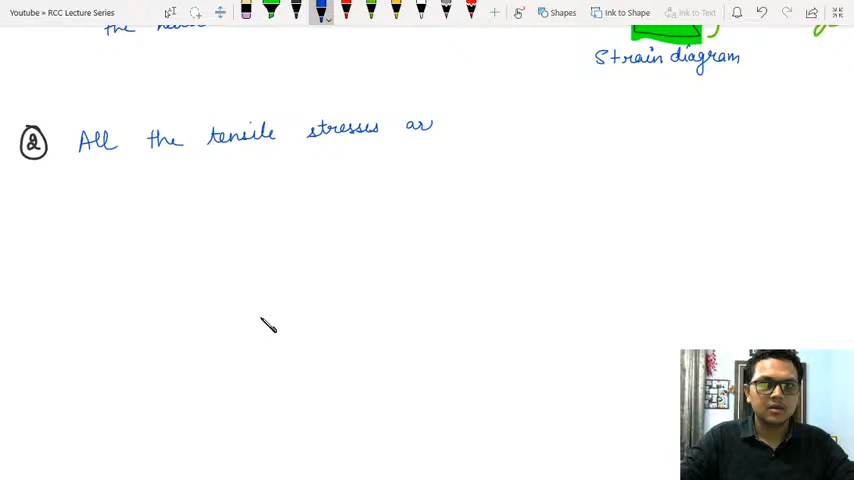 Youtube » RCC Lecture Series
Shapes
Ink to Shape
Ink to Text
the
Strain diagram
2 All the tensile stresses ar